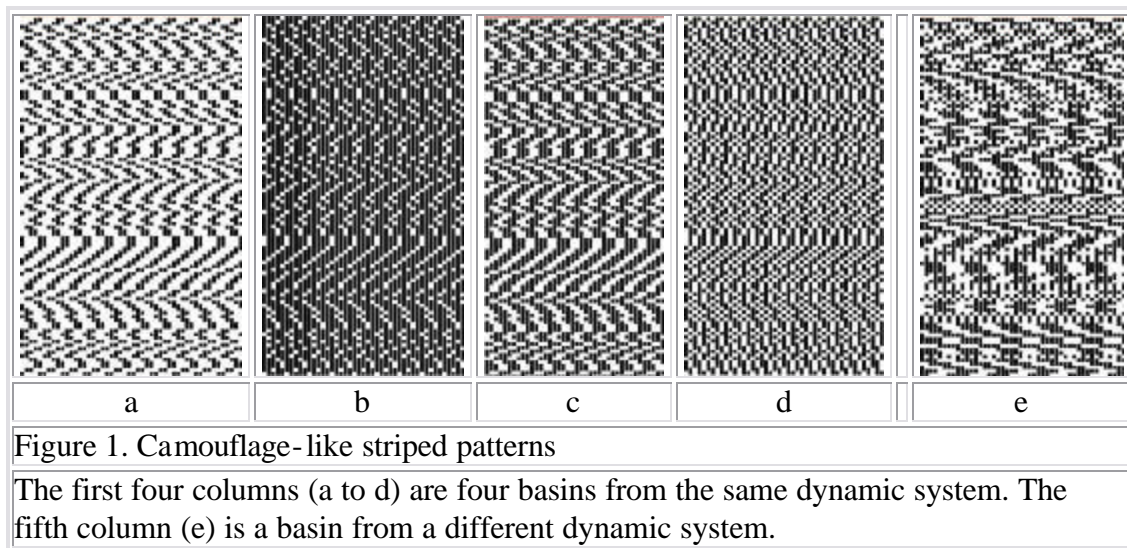 a b c d e
Figure 1. Camouflage-like striped patterns
The first four columns (a to d) are four basins from the same dynamic system. The
fifth column (e) is a basin from a different dynamic system.